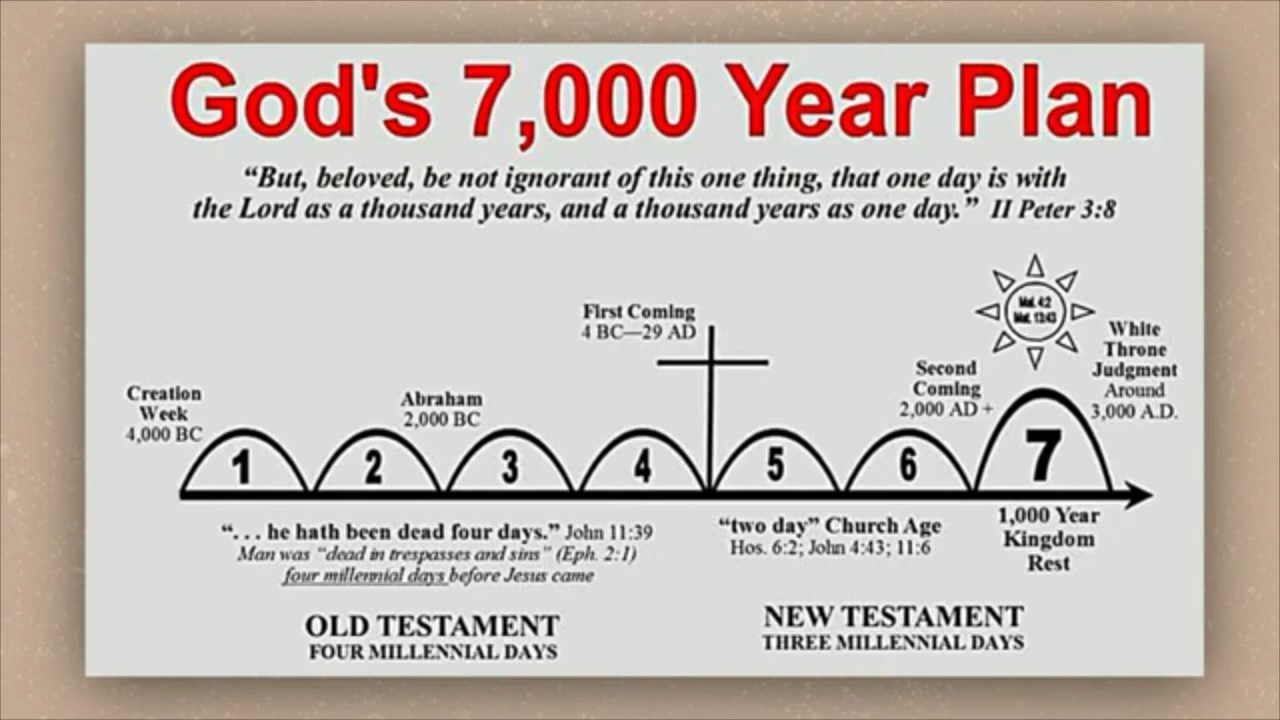 God's 7,000 Year Plan
“But, beloved, be not ignorant of this one thing, that one day is with
the Lord as a thousand years, and a thousand years as one day.” II Peter 3:8
First Coming
4 BC—29 AD
Mal. 4:2
Mat. 13:43
White
Throne
Judgment
Around
3,000 A.D.
Second
Coming
2,000 AD +
Creation
Week
4,000 BC
Abraham
2,000 BC
1 2 3 4 5 6 7
“. . . he hath been dead four days.” John 11:39
Man was “dead in trespasses and sins” (Eph. 2:1)
four millennial days before Jesus came
“two day” Church Age
Hos. 6:2; John 4:43; 11:6
1,000 Year
Kingdom
Rest
OLD TESTAMENT
FOUR MILLENNIAL DAYS
NEW TESTAMENT
THREE MILLENNIAL DAYS